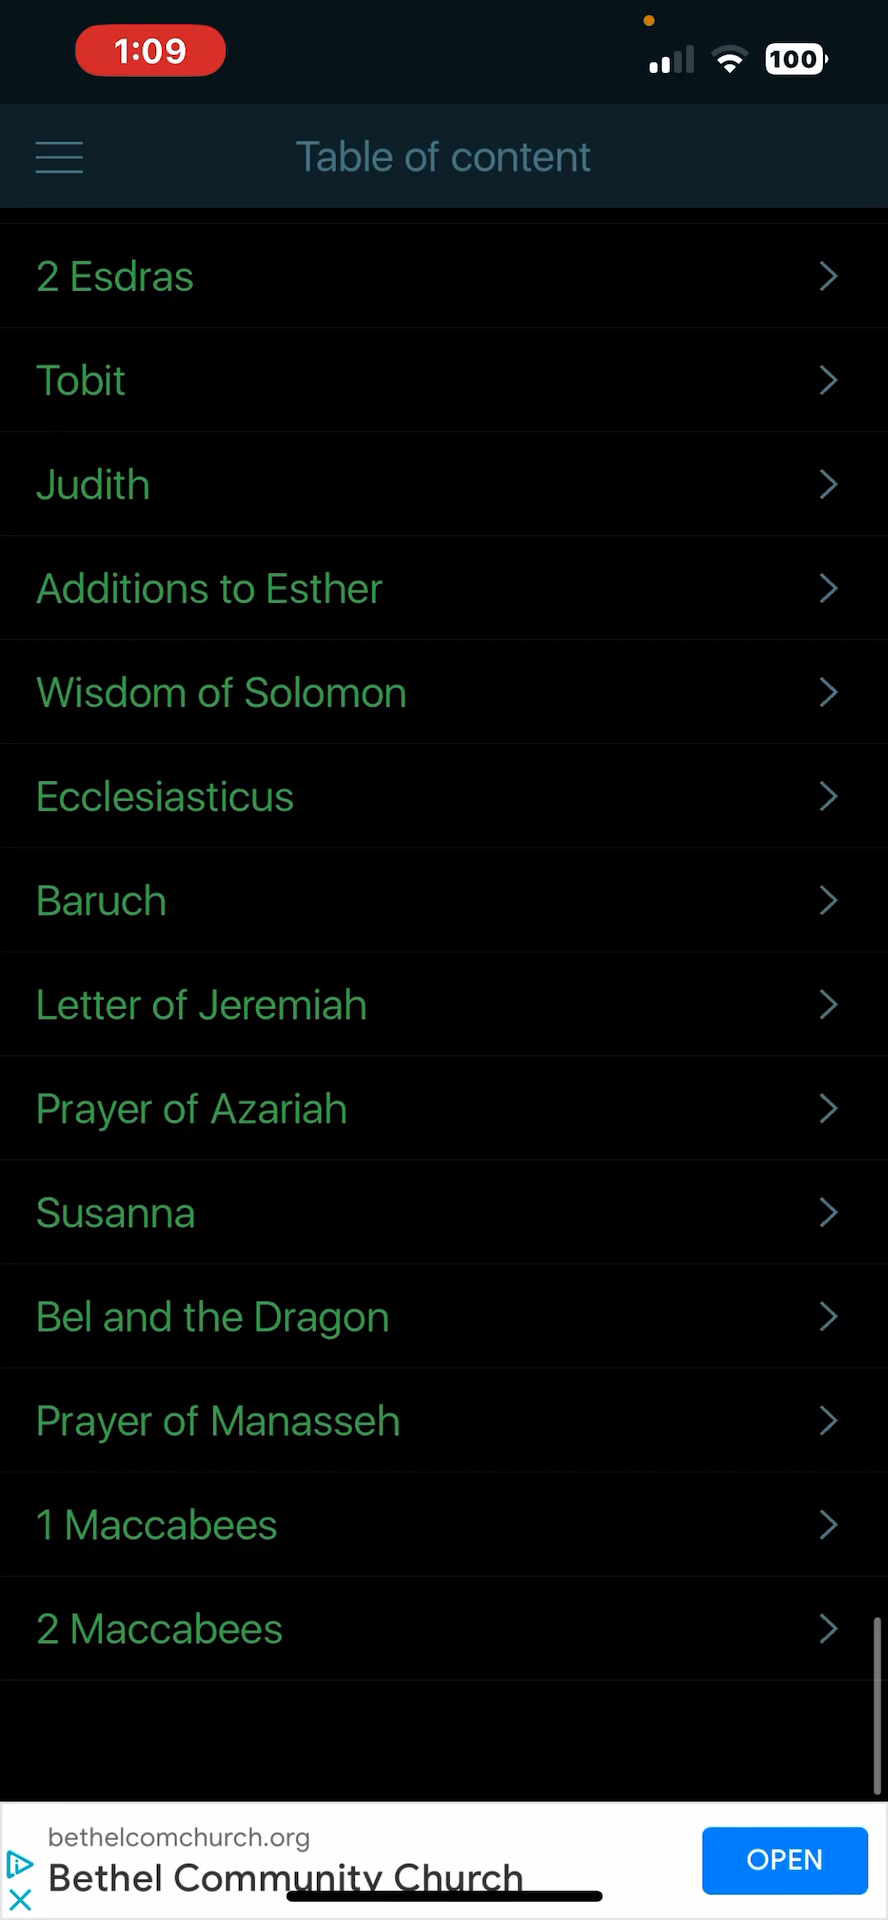 1:09
100
Table of content
2 Esdras
Tobit
Judith
Additions to Esther
Wisdom of Solomon
Ecclesiasticus
Baruch
Letter of Jeremiah
Prayer of Azariah
Susanna
Bel and the Dragon
Prayer of Manasseh
1 Maccabees
2 Maccabees
bethelcomchurch.org
Bethel Community Church
OPEN